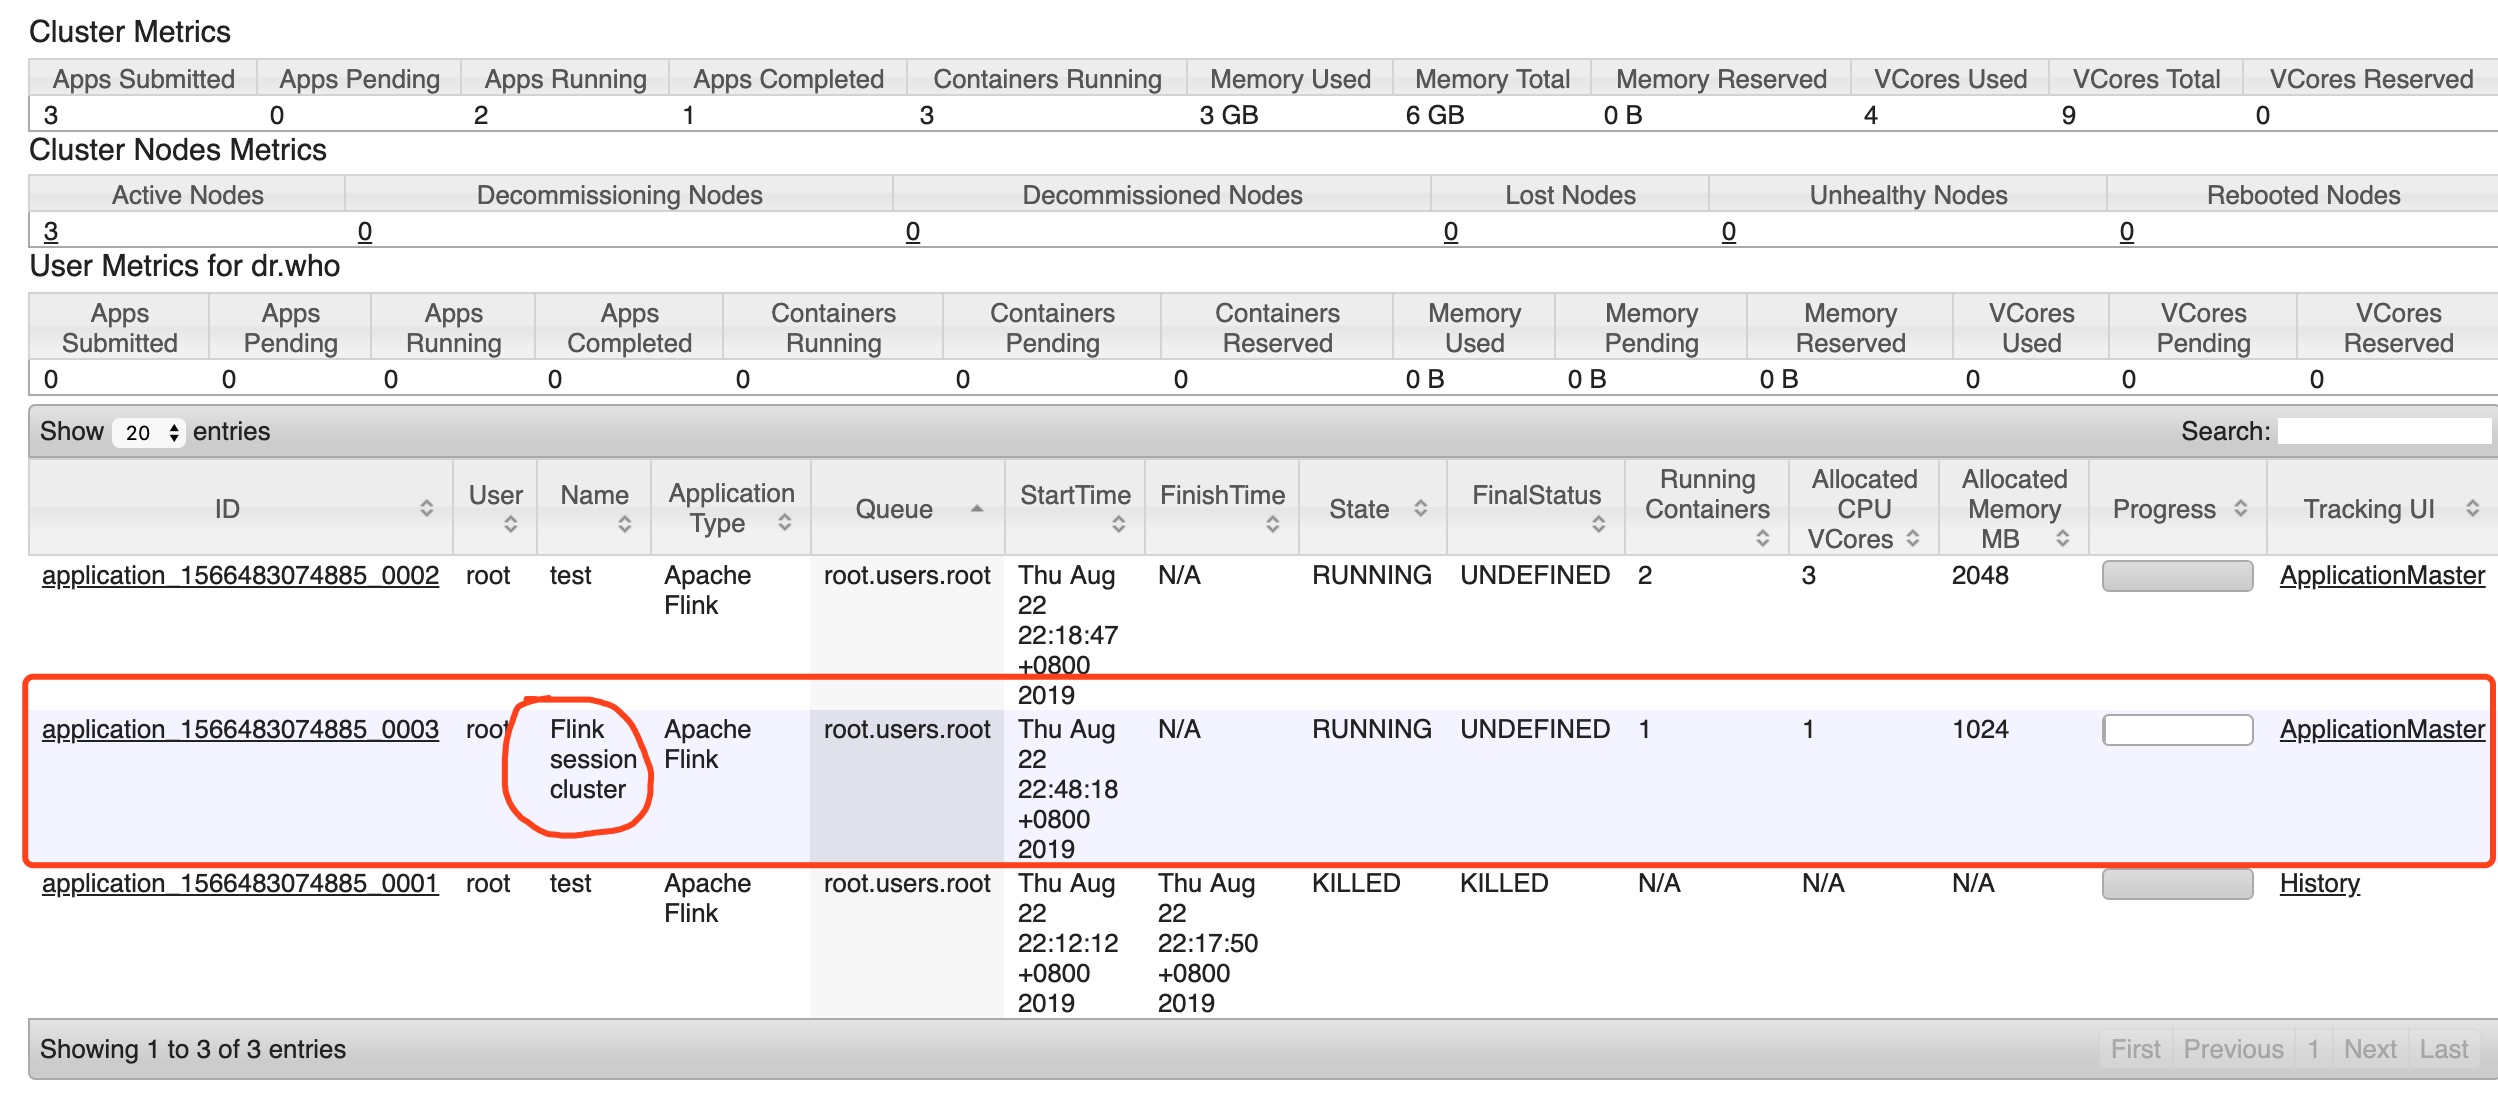 Cluster Metrics
Apps Submitted Apps Pending Apps Running Apps Completed Containers Running Memory Used Memory Total Memory Reserved VCores Used VCores Total VCores Reserved
3 0 2 1 3 3 GB 6 GB 0 B 4 9 0
Cluster Nodes Metrics
Active Nodes Decommissioning Nodes Decommissioned Nodes Lost Nodes Unhealthy Nodes Rebooted Nodes
3 0 0 0 0 0
User Metrics for dr.who
Apps Apps Apps Apps Containers Containers Containers Memory Memory Memory VCores VCores VCores
Submitted Pending Running Completed Running Pending Reserved Used Pending Reserved Used Pending Reserved
0 0 0 0 0 0 0 0 B 0 B 0 B 0 0 0
Show 20 entries Search:
ID User Name Application Type Queue StartTime FinishTime State FinalStatus Running Containers Allocated CPU VCores Allocated Memory MB Progress Tracking UI
application_1566483074885_0002 root test Apache RUNNING UNDEFINED 2 3 2048 ApplicationMaster
Flink
root.users.root Thu Aug N/A
22
22:18:47
+0800
2019
application_1566483074885_0003 root Flink Apache root.users.root Thu Aug N/A RUNNING UNDEFINED 1 1 1024 ApplicationMaster
session Flink 22
cluster 22:48:18
+0800
2019
application_1566483074885_0001 root test Apache root.users.root Thu Aug Thu Aug KILLED KILLED N/A N/A N/A History
Flink 22 22
22:12:12 22:17:50
+0800 +0800
2019 2019
Showing 1 to 3 of 3 entries First Previous 1 Next Last